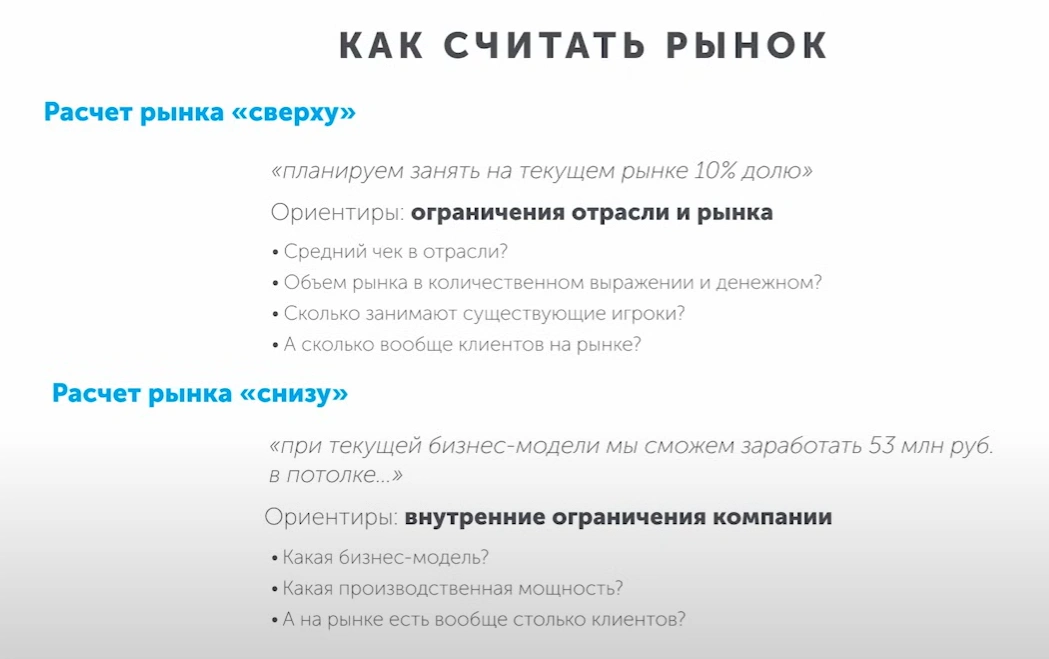 КАК СЧИТАТЬ РЫНОК
Расчет рынка «сверху»
«планируем занять на текущем рынке 10% долю»
Ориентиры: ограничения отрасли и рынка
• Средний чек в отрасли?
• Объем рынка в количественном выражении и денежном?
• Сколько занимают существующие игроки?
• А сколько вообще клиентов на рынке?
Расчет рынка «снизу»
«при текущей бизнес-модели мы сможем заработать 53 млн руб.
в потолке...»
Ориентиры: внутренние ограничения компании
• Какая бизнес-модель?
• Какая производственная мощность?
• А на рынке есть вообще столько клиентов?